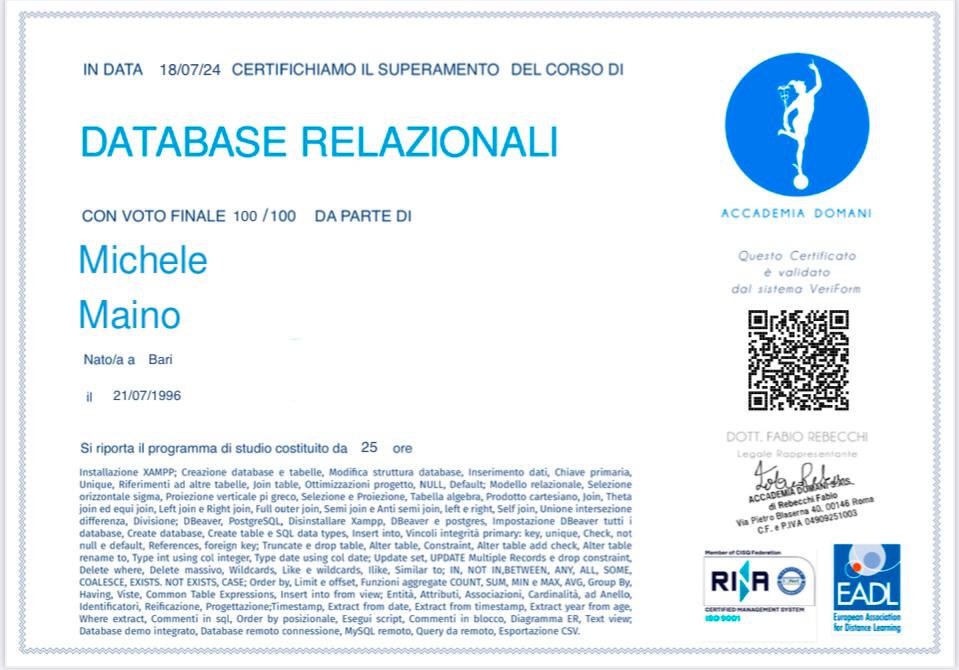 IN DATA 18/07/24 CERTIFICHIAMO IL SUPERAMENTO DEL CORSO DI
DATABASE RELAZIONALI
CON VOTO FINALE 100 /100 DA PARTE DI
Michele
Maino
Nato/a a Bari
il 21/07/1996
Si riporta il programma di studio costituito da 25 ore
Installazione XAMPP; Creazione database e tabelle, Modifica struttura database, Inserimento dati, Chiave primaria,
Unique, Riferimenti ad altre tabelle, Join table, Ottimizzazioni progetto, NULL, Default; Modello relazionale, Selezione
orizzontale sigma, Proiezione verticale pi greco, Selezione e Proiezione, Tabella algebra, Prodotto cartesiano, Join, Theta
join ed equi join, Left join e Right join, Full outer join, Semi join e Anti semi join, left e right, Self join, Unione intersezione
differenza, Divisione; DBeaver, PostgreSQL, Disinstallare Xampp, DBeaver e postgres, Impostazione DBeaver tutti i
database, Create database, Create table e SQL data types, Insert into, Vincoli integrità primary: key, unique, Check, not
null e default, References, foreign key; Truncate e drop table, Alter table, Constraint, Alter table add check, Alter table
rename to, Type int using col integer, Type date using col date; Update set, UPDATE Multiple Records e drop constraint,
Delete where, Delete massivo, Wildcards, Like e wildcards, Ilike, Similar to; IN, NOT IN,BETWEEN, ANY, ALL, SOME,
COALESCE, EXISTS. NOT EXISTS, CASE; Order by, Limit e offset, Funzioni aggregate COUNT, SUM, MIN e MAX, AVG, Group By,
Having, Viste, Common Table Expressions, Insert into from view; Entità, Attributi, Associazioni, Cardinalità, ad Anello,
Identificatori, Reificazione, Progettazione;Timestamp, Extract from date, Extract from timestamp, Extract year from age,
Where extract, Commenti in sql, Order by posizionale, Esegui script, Commenti in blocco, Diagramma ER, Text view;
Database demo integrato, Database remoto connessione, MySQL remoto, Query da remoto, Esportazione CSV.
ACCADEMIA DOMANI
Questo Certificato
è validato
dal sistema VeriForm
DOTT. FABIO REBECCHI
Legale Rappresentante
ACCADEMIA DOMANI S.A.S.
di Rebecchi Fabio
Via Pietro Blaserna 40, 00146 Roma
C.F. e P.IVA 04909251003
Member of CISQ Federation
RINA
CERTIFIED MANAGEMENT SYSTEM
ISO 9001
EADL
European Association
for Distance Learning